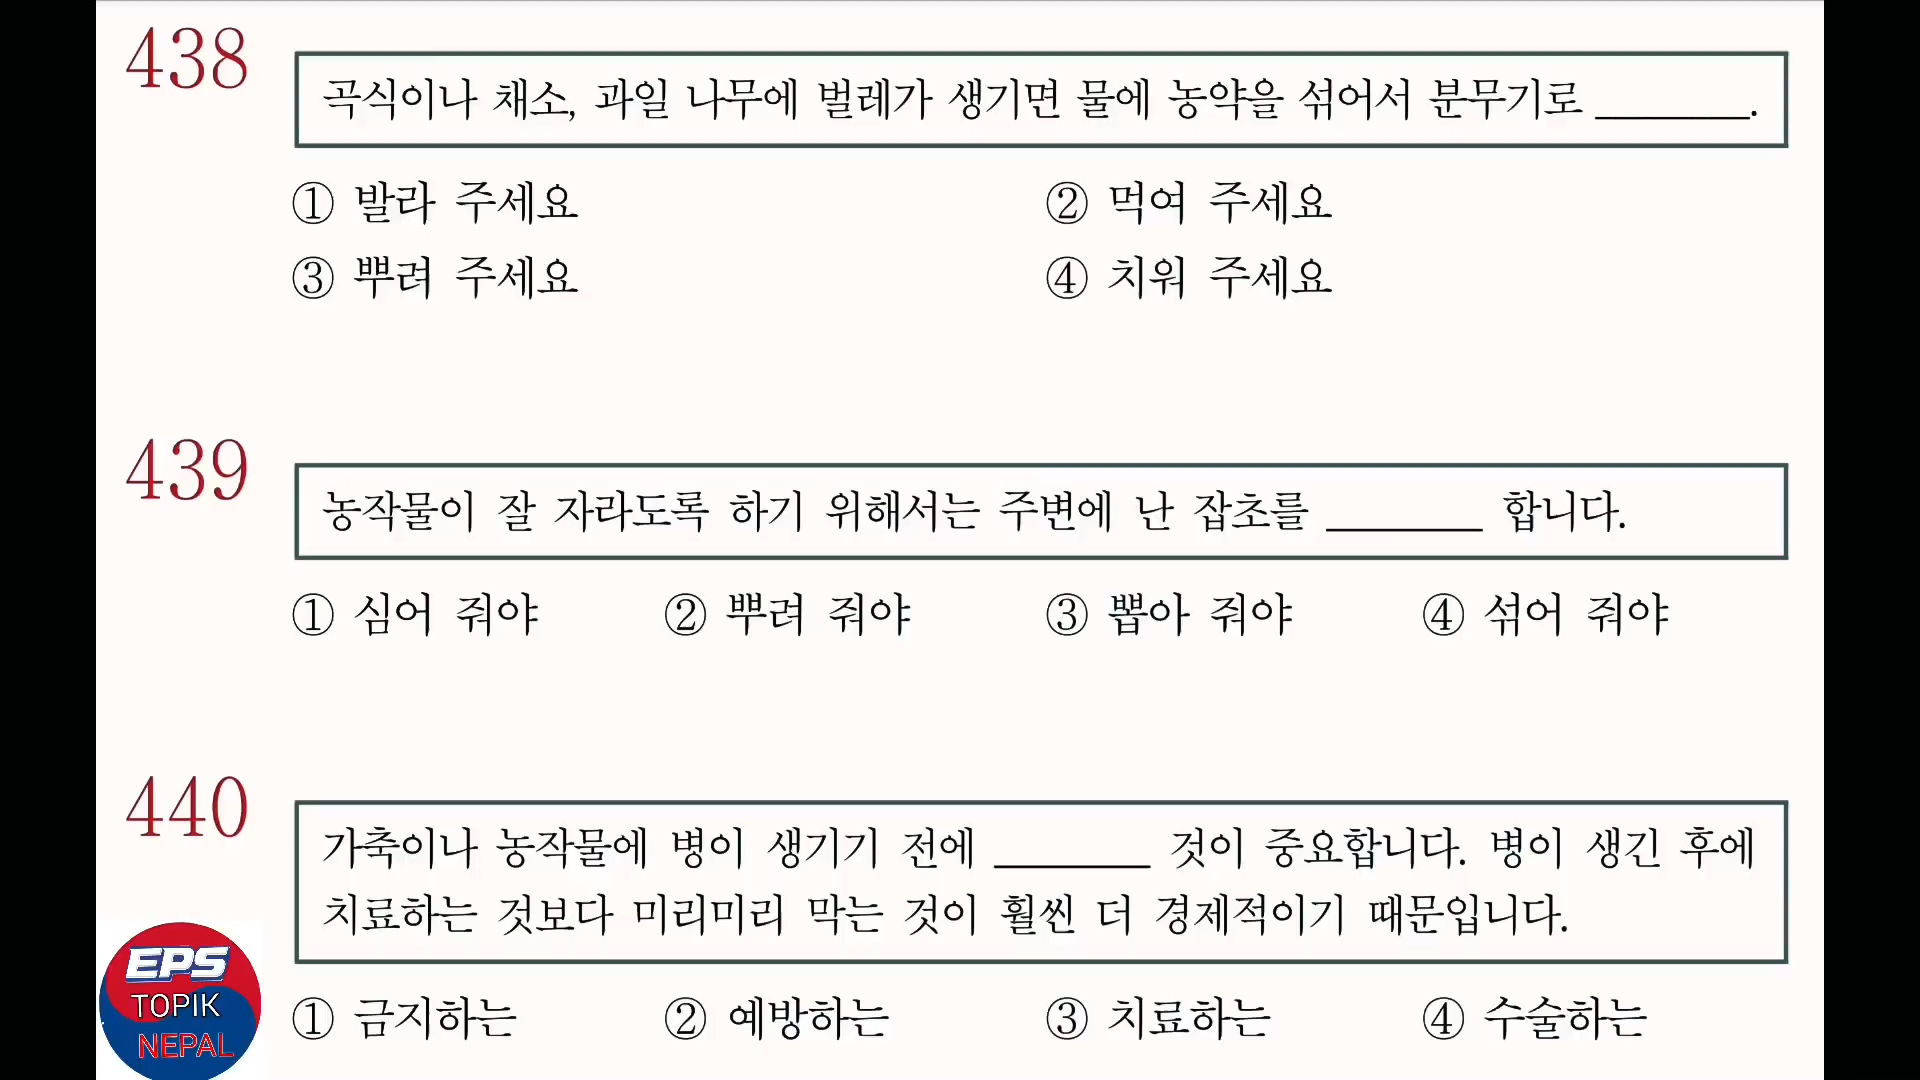 438
곡식이나 채소, 과일 나무에 벌레가 생기면 물에 농약을 섞어서 분무기로 ________.
① 발라 주세요 ② 먹여 주세요
③ 뿌려 주세요 ④ 치워 주세요
439
농작물이 잘 자라도록 하기 위해서는 주변에 난 잡초를 ________ 합니다.
① 심어 줘야 ② 뿌려 줘야 ③ 뽑아 줘야 ④ 섞어 줘야
440
가축이나 농작물에 병이 생기기 전에 ________ 것이 중요합니다. 병이 생긴 후에
치료하는 것보다 미리미리 막는 것이 훨씬 더 경제적이기 때문입니다.
① 금지하는 ② 예방하는 ③ 치료하는 ④ 수술하는
EPS
TOPIK
NEPAL